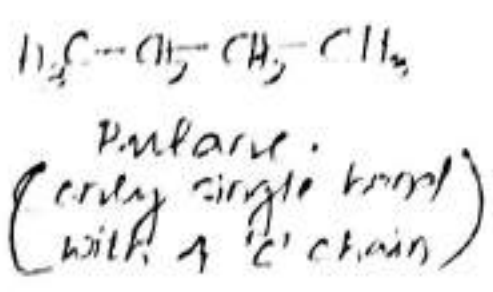 H₃C-CH₂-CH₂-CH₃
Butane.
(only single bond
with 4 'C' chain)